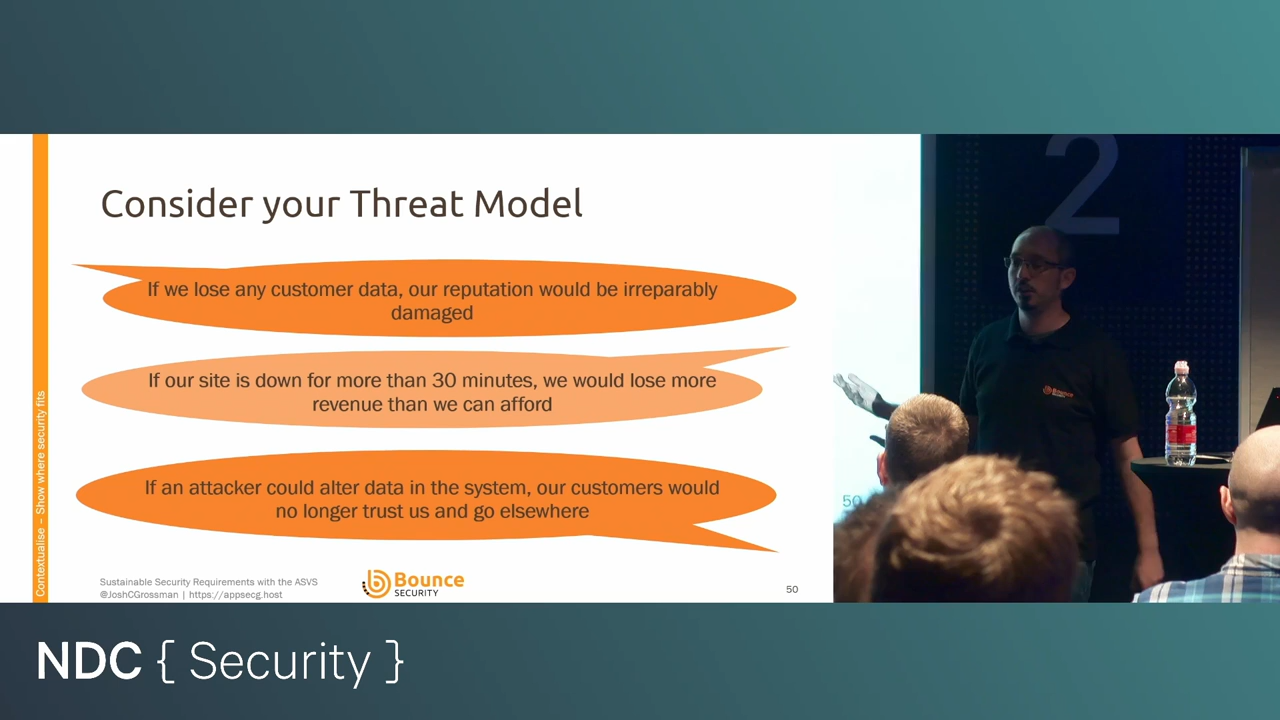 Consider your Threat Model
If we lose any customer data, our reputation would be irreparably
damaged
If our site is down for more than 30 minutes, we would lose more
revenue than we can afford
If an attacker could alter data in the system, our customers would
no longer trust us and go elsewhere
Contextualise – Show where security fits
Sustainable Security Requirements with the ASVS
@JoshCGrossman | https://appsecg.host
Bounce
SECURITY
50
2
50
Bounce
NDC { Security }